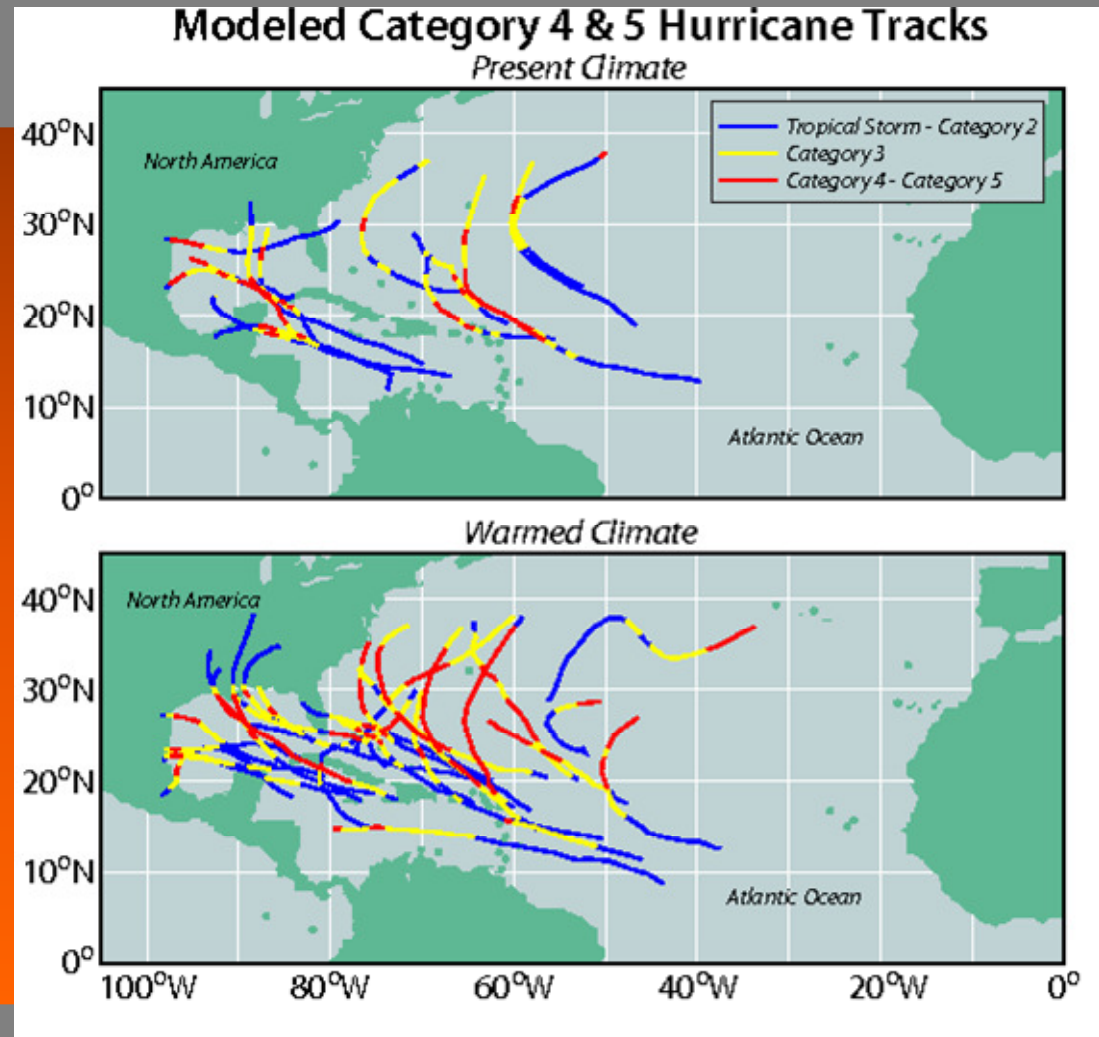 Modeled Category 4 & 5 Hurricane Tracks
Present Climate
40°N
30°N
20°N
10°N
0°
North America
Tropical Storm - Category 2
Category 3
Category 4 - Category 5
Atlantic Ocean
Warmed Climate
40°N
30°N
20°N
10°N
0°
North America
Atlantic Ocean
100°W 80°W 60°W 40°W 20°W 0°